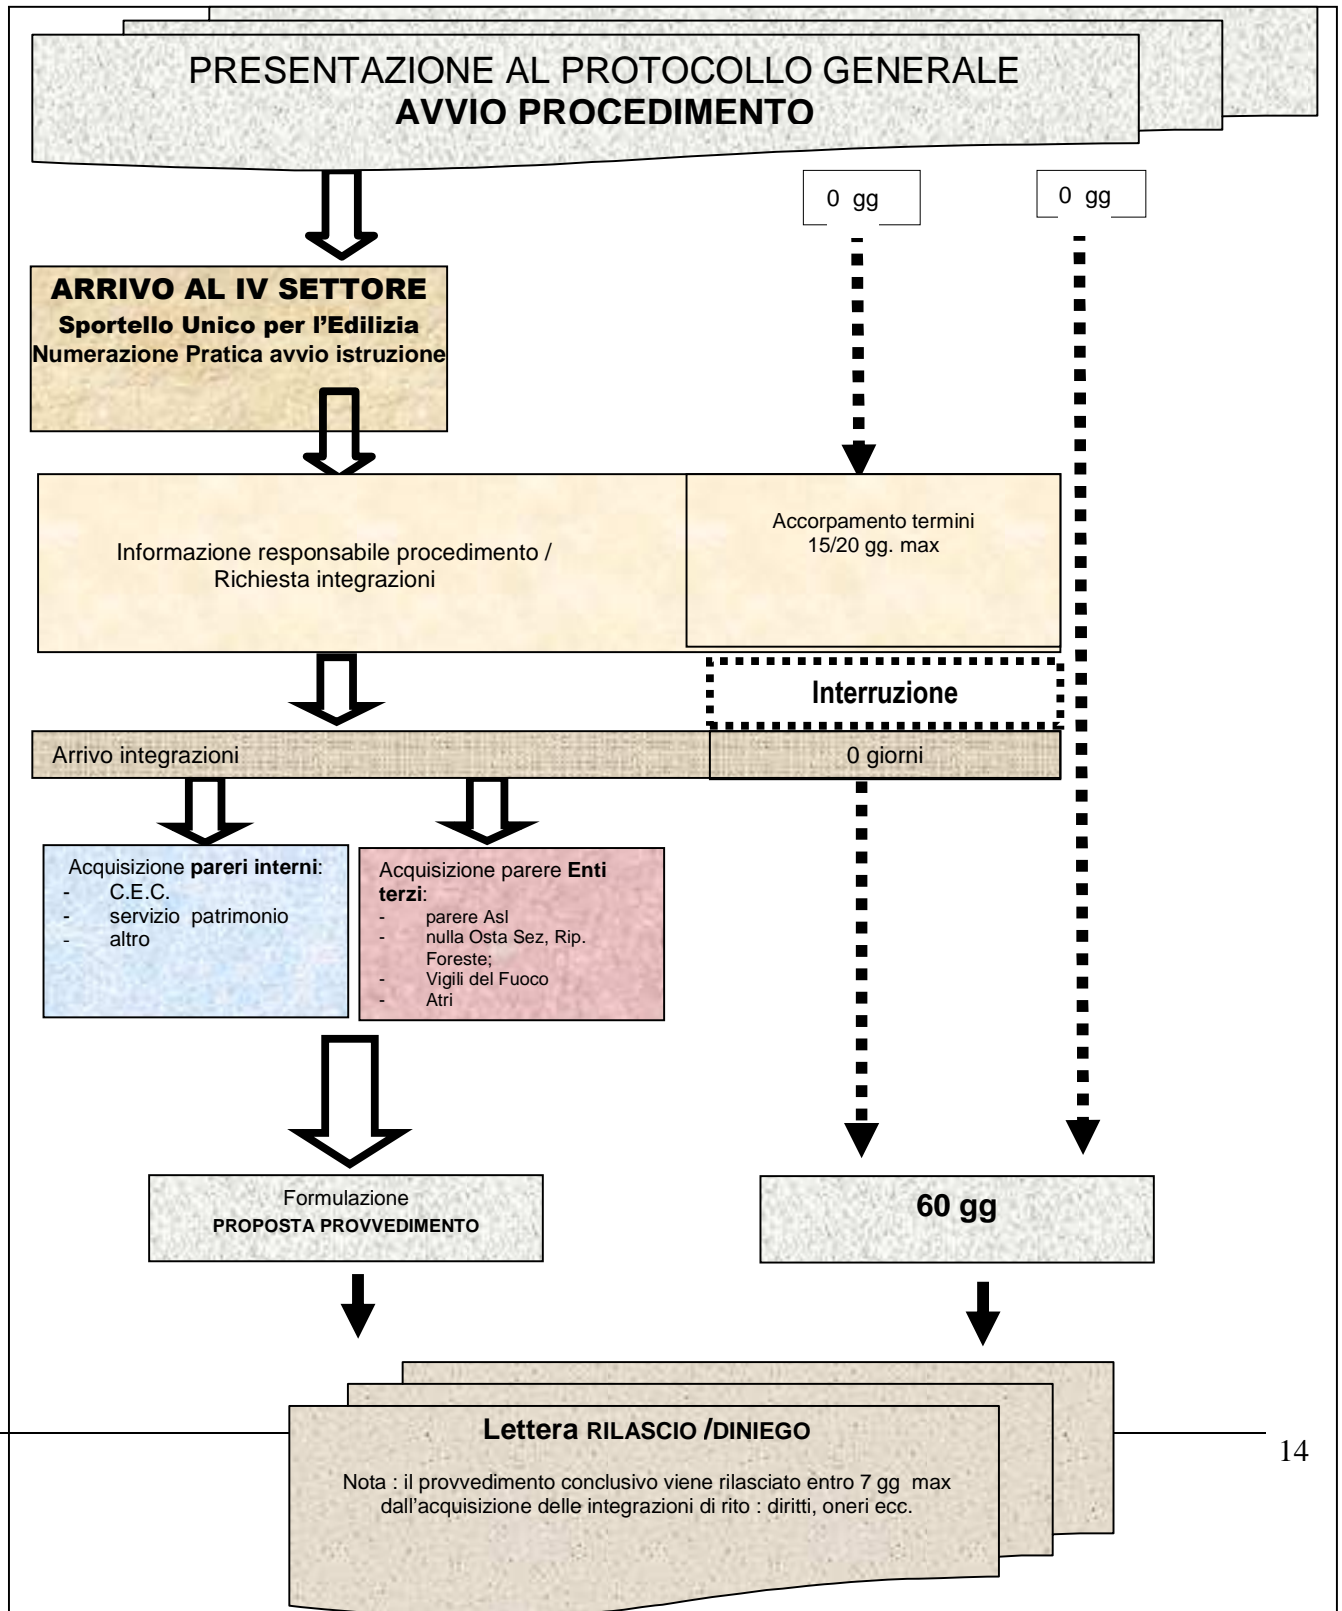 PRESENTAZIONE AL PROTOCOLLO GENERALE
AVVIO PROCEDIMENTO
0 gg
0 gg
ARRIVO AL IV SETTORE
Sportello Unico per l'Edilizia
Numerazione Pratica avvio istruzione
Informazione responsabile procedimento /
Richiesta integrazioni
Accorpamento termini
15/20 gg. max
Interruzione
Arrivo integrazioni
0 giorni
Acquisizione pareri interni:
- C.E.C.
- servizio patrimonio
- altro
Acquisizione parere Enti
terzi:
- parere Asl
- nulla Osta Sez, Rip.
Foreste;
- Vigili del Fuoco
- Atri
Formulazione
PROPOSTA PROVVEDIMENTO
60 gg
Lettera RILASCIO /DINIEGO
Nota : il provvedimento conclusivo viene rilasciato entro 7 gg max
dall'acquisizione delle integrazioni di rito : diritti, oneri ecc.
14